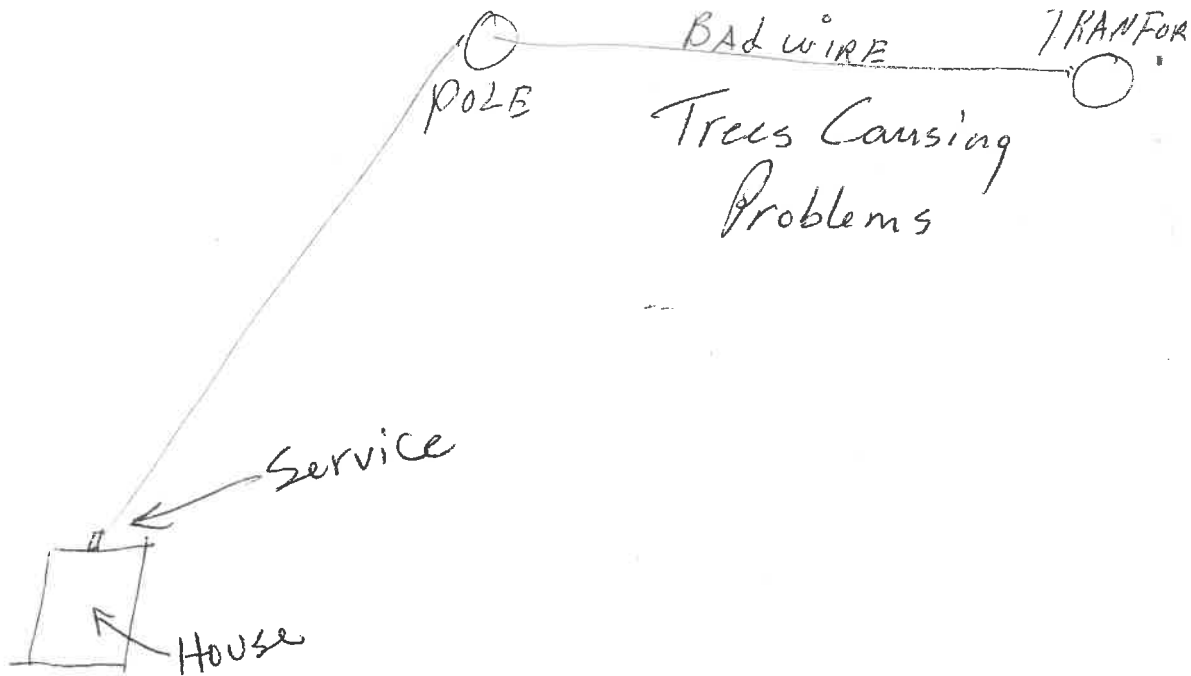 BAd WIRE
TRANFOR
POLE
Trees Causing
Problems
Service
House